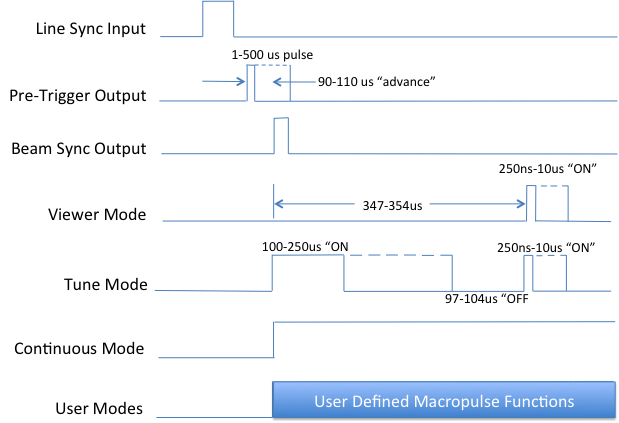 Line Sync Input
1-500 us pulse
90-110 us “advance”
Pre-Trigger Output
Beam Sync Output
250ns-10us “ON”
347-354us
Viewer Mode
100-250us “ON
250ns-10us “ON”
Tune Mode
97-104us “OFF
Continuous Mode
User Defined Macropulse Functions
User Modes